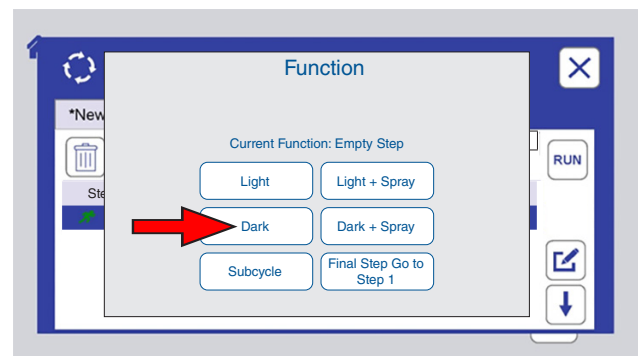 Function
*New
Current Function: Empty Step
RUN
Light
Light + Spray
Ste
Dark
Dark + Spray
Subcycle
Final Step Go to
Step 1